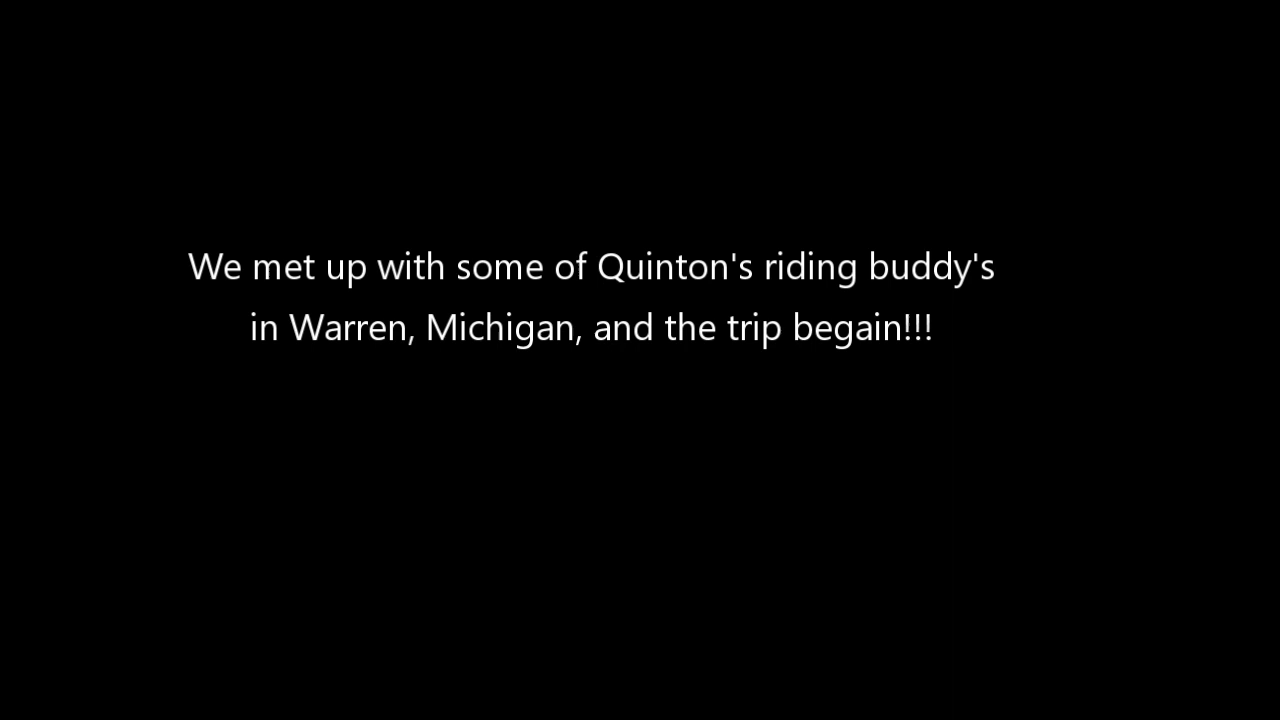 We met up with some of Quinton's riding buddy's
in Warren, Michigan, and the trip begain!!!